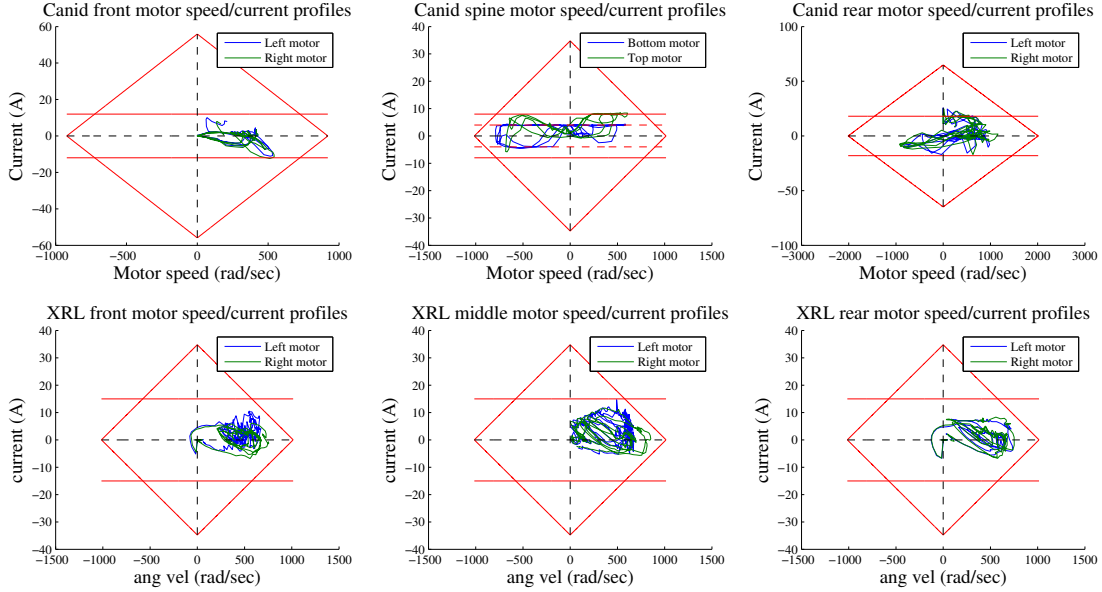 Canid front motor speed/current profiles
Current (A)
60
40
20
0
−20
−40
−60
−1000
−500
0
500
1000
Motor speed (rad/sec)
Left motor
Right motor
Canid spine motor speed/current profiles
Current (A)
40
30
20
10
0
−10
−20
−30
−40
−1500
−1000
−500
0
500
1000
1500
Motor speed (rad/sec)
Bottom motor
Top motor
Canid rear motor speed/current profiles
Current (A)
100
50
0
−50
−100
−3000
−2000
−1000
0
1000
2000
3000
Motor speed (rad/sec)
Left motor
Right motor
XRL front motor speed/current profiles
current (A)
40
30
20
10
0
−10
−20
−30
−40
−1500
−1000
−500
0
500
1000
1500
ang vel (rad/sec)
Left motor
Right motor
XRL middle motor speed/current profiles
current (A)
40
30
20
10
0
−10
−20
−30
−40
−1500
−1000
−500
0
500
1000
1500
ang vel (rad/sec)
Left motor
Right motor
XRL rear motor speed/current profiles
current (A)
40
30
20
10
0
−10
−20
−30
−40
−1500
−1000
−500
0
500
1000
1500
ang vel (rad/sec)
Left motor
Right motor